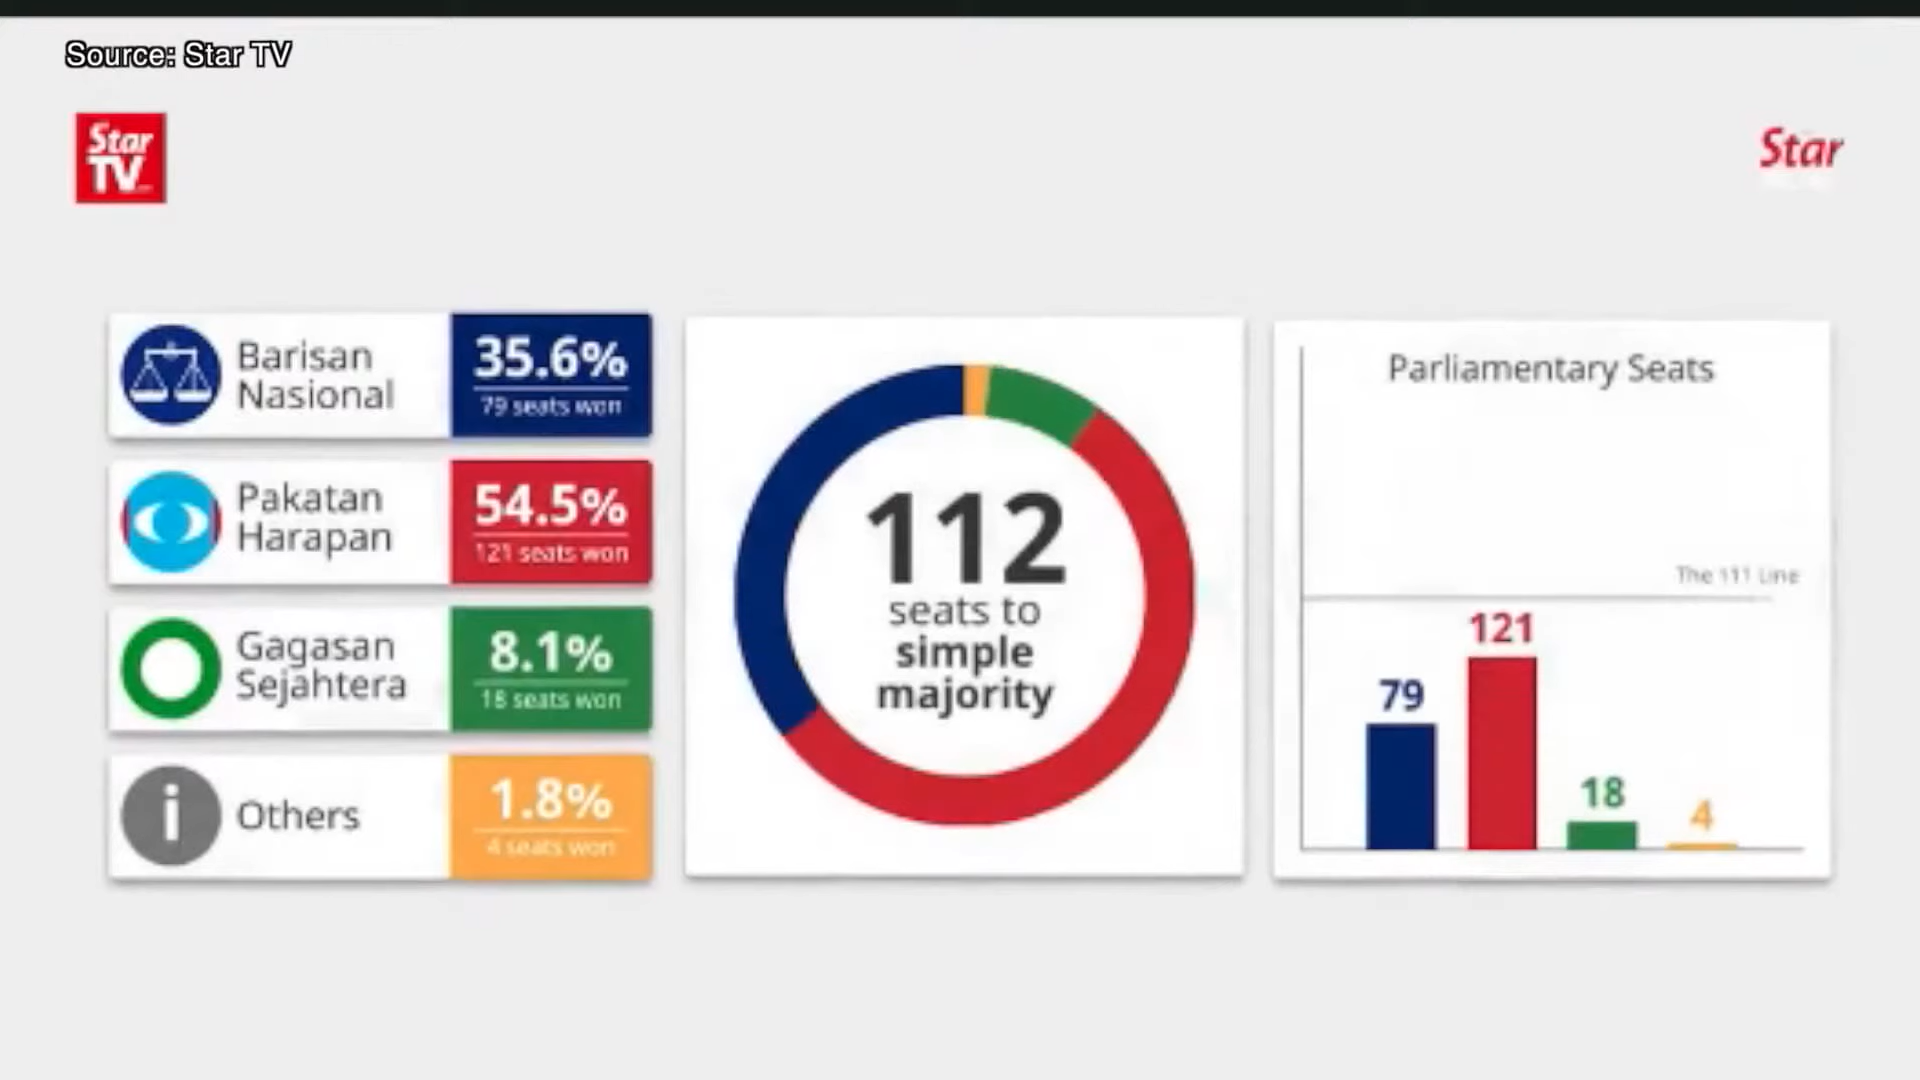 Source: Star TV
Star
TV
Star
Barisan
Nasional
35.6%
79 seats won
Pakatan
Harapan
54.5%
121 seats won
Gagasan
Sejahtera
8.1%
18 seats won
i
Others
1.8%
4 seats won
112
seats to
simple
majority
Parliamentary Seats
The 111 Line
79
121
18
4